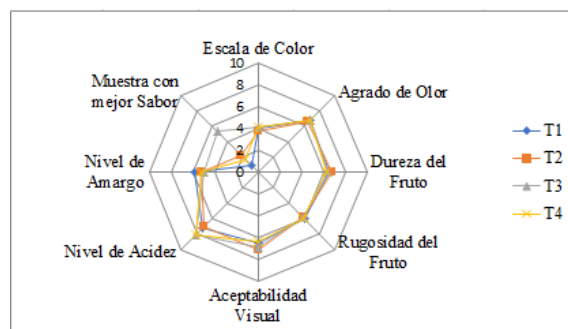 10
Escala de Color
8
Muestra con
mejor Sabor
Agrado de Olor
6
4
2
0
Nivel de
Amargo
Dureza del
Fruto
Nivel de Acidez
Rugosidad del
Fruto
Aceptabilidad
Visual
T1
T2
T3
T4